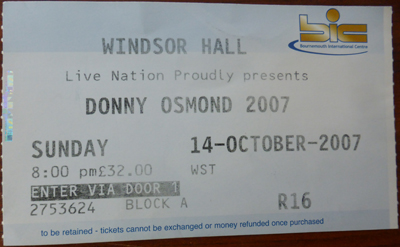 bic
Bournemouth International Centre
WINDSOR HALL
Live Nation Proudly presents
DONNY OSMOND 2007
SUNDAY 14-OCTOBER-2007
8:00 pm£32.00 WST
ENTER VIA DOOR 1
2753624 BLOCK A R16
to be retained - tickets cannot be exchanged or money refunded once purchased